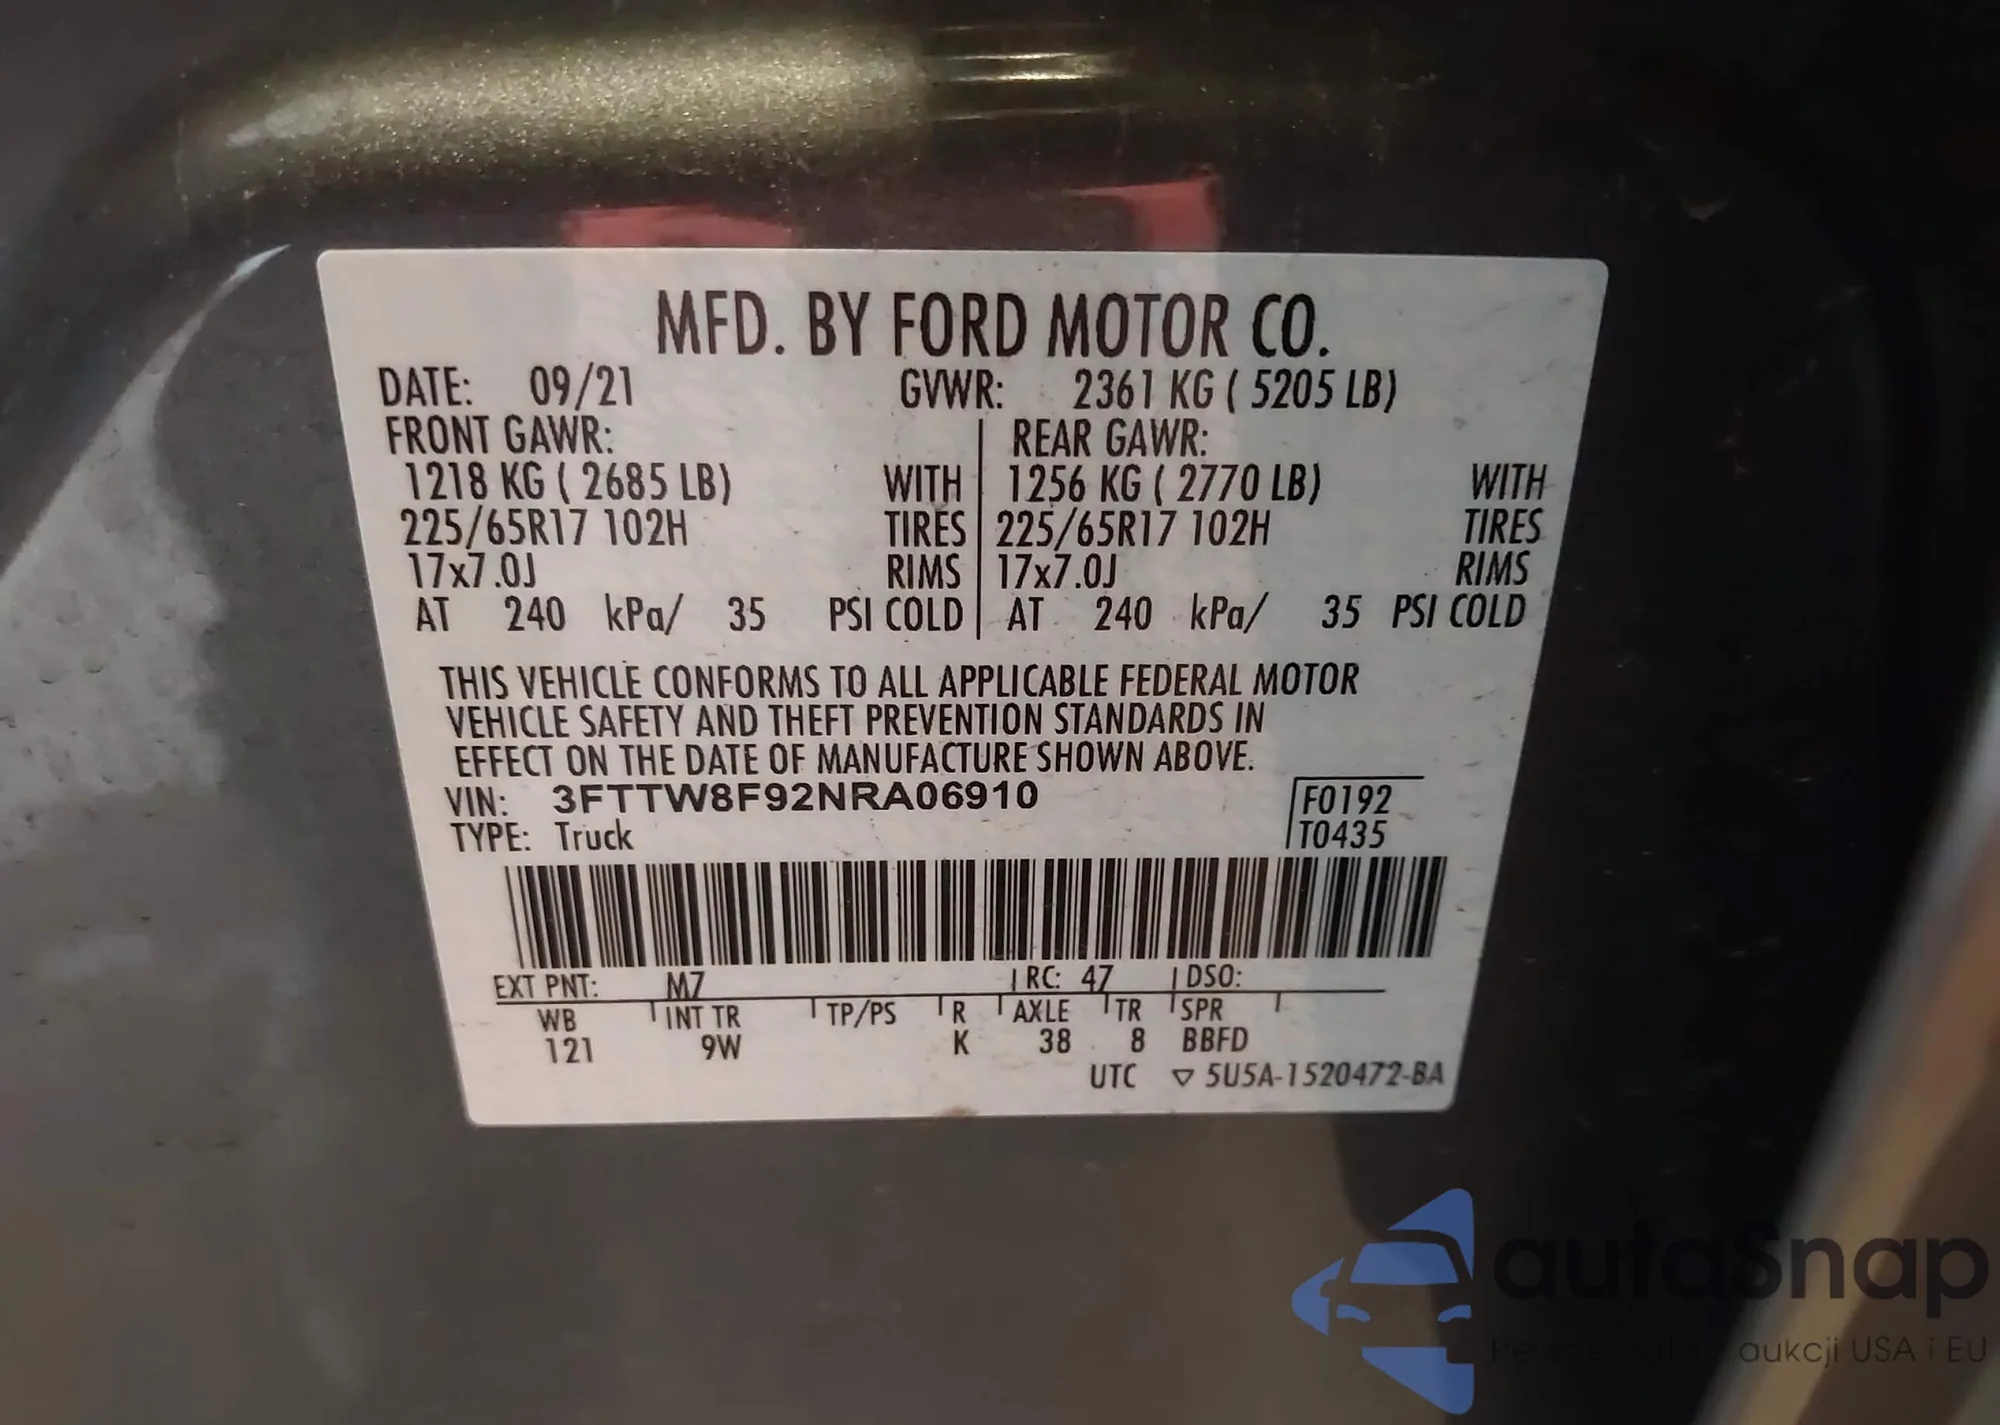 MFD. BY FORD MOTOR CO.
DATE: 09/21 GVWR: 2361 KG ( 5205 LB)
FRONT GAWR: REAR GAWR:
1218 KG ( 2685 LB) WITH 1256 KG ( 2770 LB) WITH
225/65R17 102H TIRES 225/65R17 102H TIRES
17x7.0J RIMS 17x7.0J RIMS
AT 240 kPa/ 35 PSI COLD AT 240 kPa/ 35 PSI COLD
THIS VEHICLE CONFORMS TO ALL APPLICABLE FEDERAL MOTOR
VEHICLE SAFETY AND THEFT PREVENTION STANDARDS IN
EFFECT ON THE DATE OF MANUFACTURE SHOWN ABOVE.
VIN: 3FTTW8F92NRA06910 F0192
TYPE: Truck T0435
EXT PNT: M7 RC: 47 DSO:
WB INT TR TP/PS R AXLE TR SPR
121 9W K 38 8 BBFD
UTC ▽ 5U5A-1520472-BA
autaSnap
aukcji USA i EU